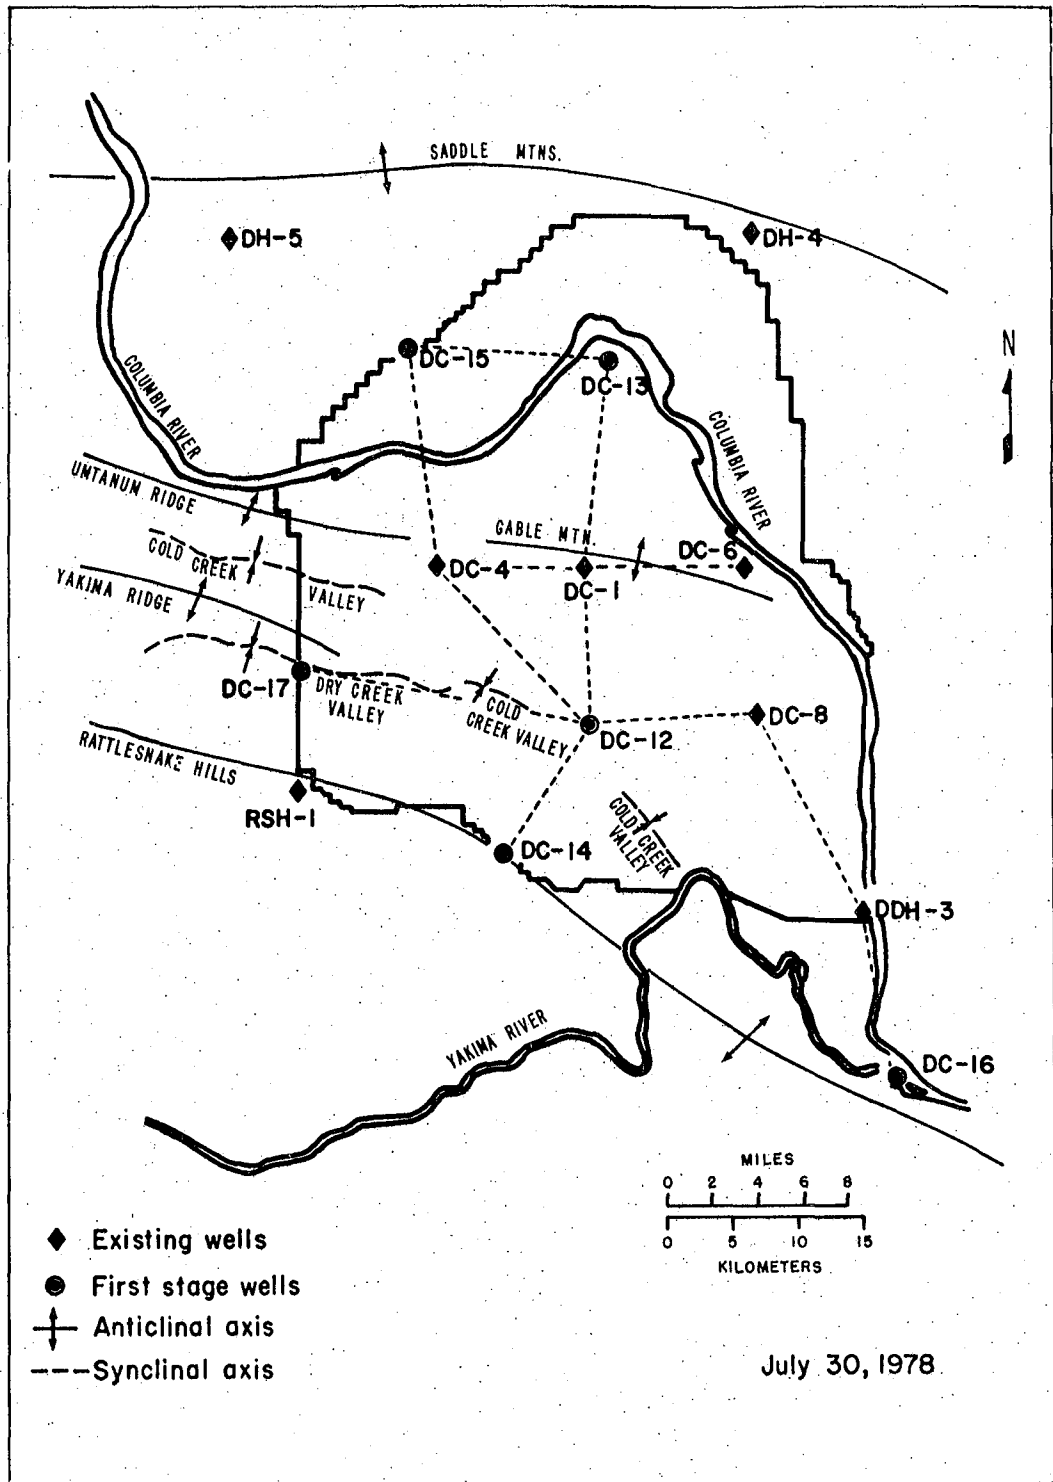 SADDLE MTNS.
DH-5
DH-4
N
DC-15
DC-13
COLUMBIA RIVER
COLUMBIA RIVER
UMTANUM RIDGE
GABLE MTN.
DC-6
COLD CREEK
VALLEY
DC-4
DC-1
YAKIMA RIDGE
DC-17
DRY CREEK
VALLEY
COLD
CREEK VALLEY
DC-12
DC-8
RATTLESNAKE HILLS
RSH-1
COLD CREEK
VALLEY
DC-14
DDH-3
YAKIMA RIVER
DC-16
MILES
0 2 4 6 8
0 5 10 15
KILOMETERS
Existing wells
First stage wells
Anticlinal axis
Synclinal axis
July 30, 1978